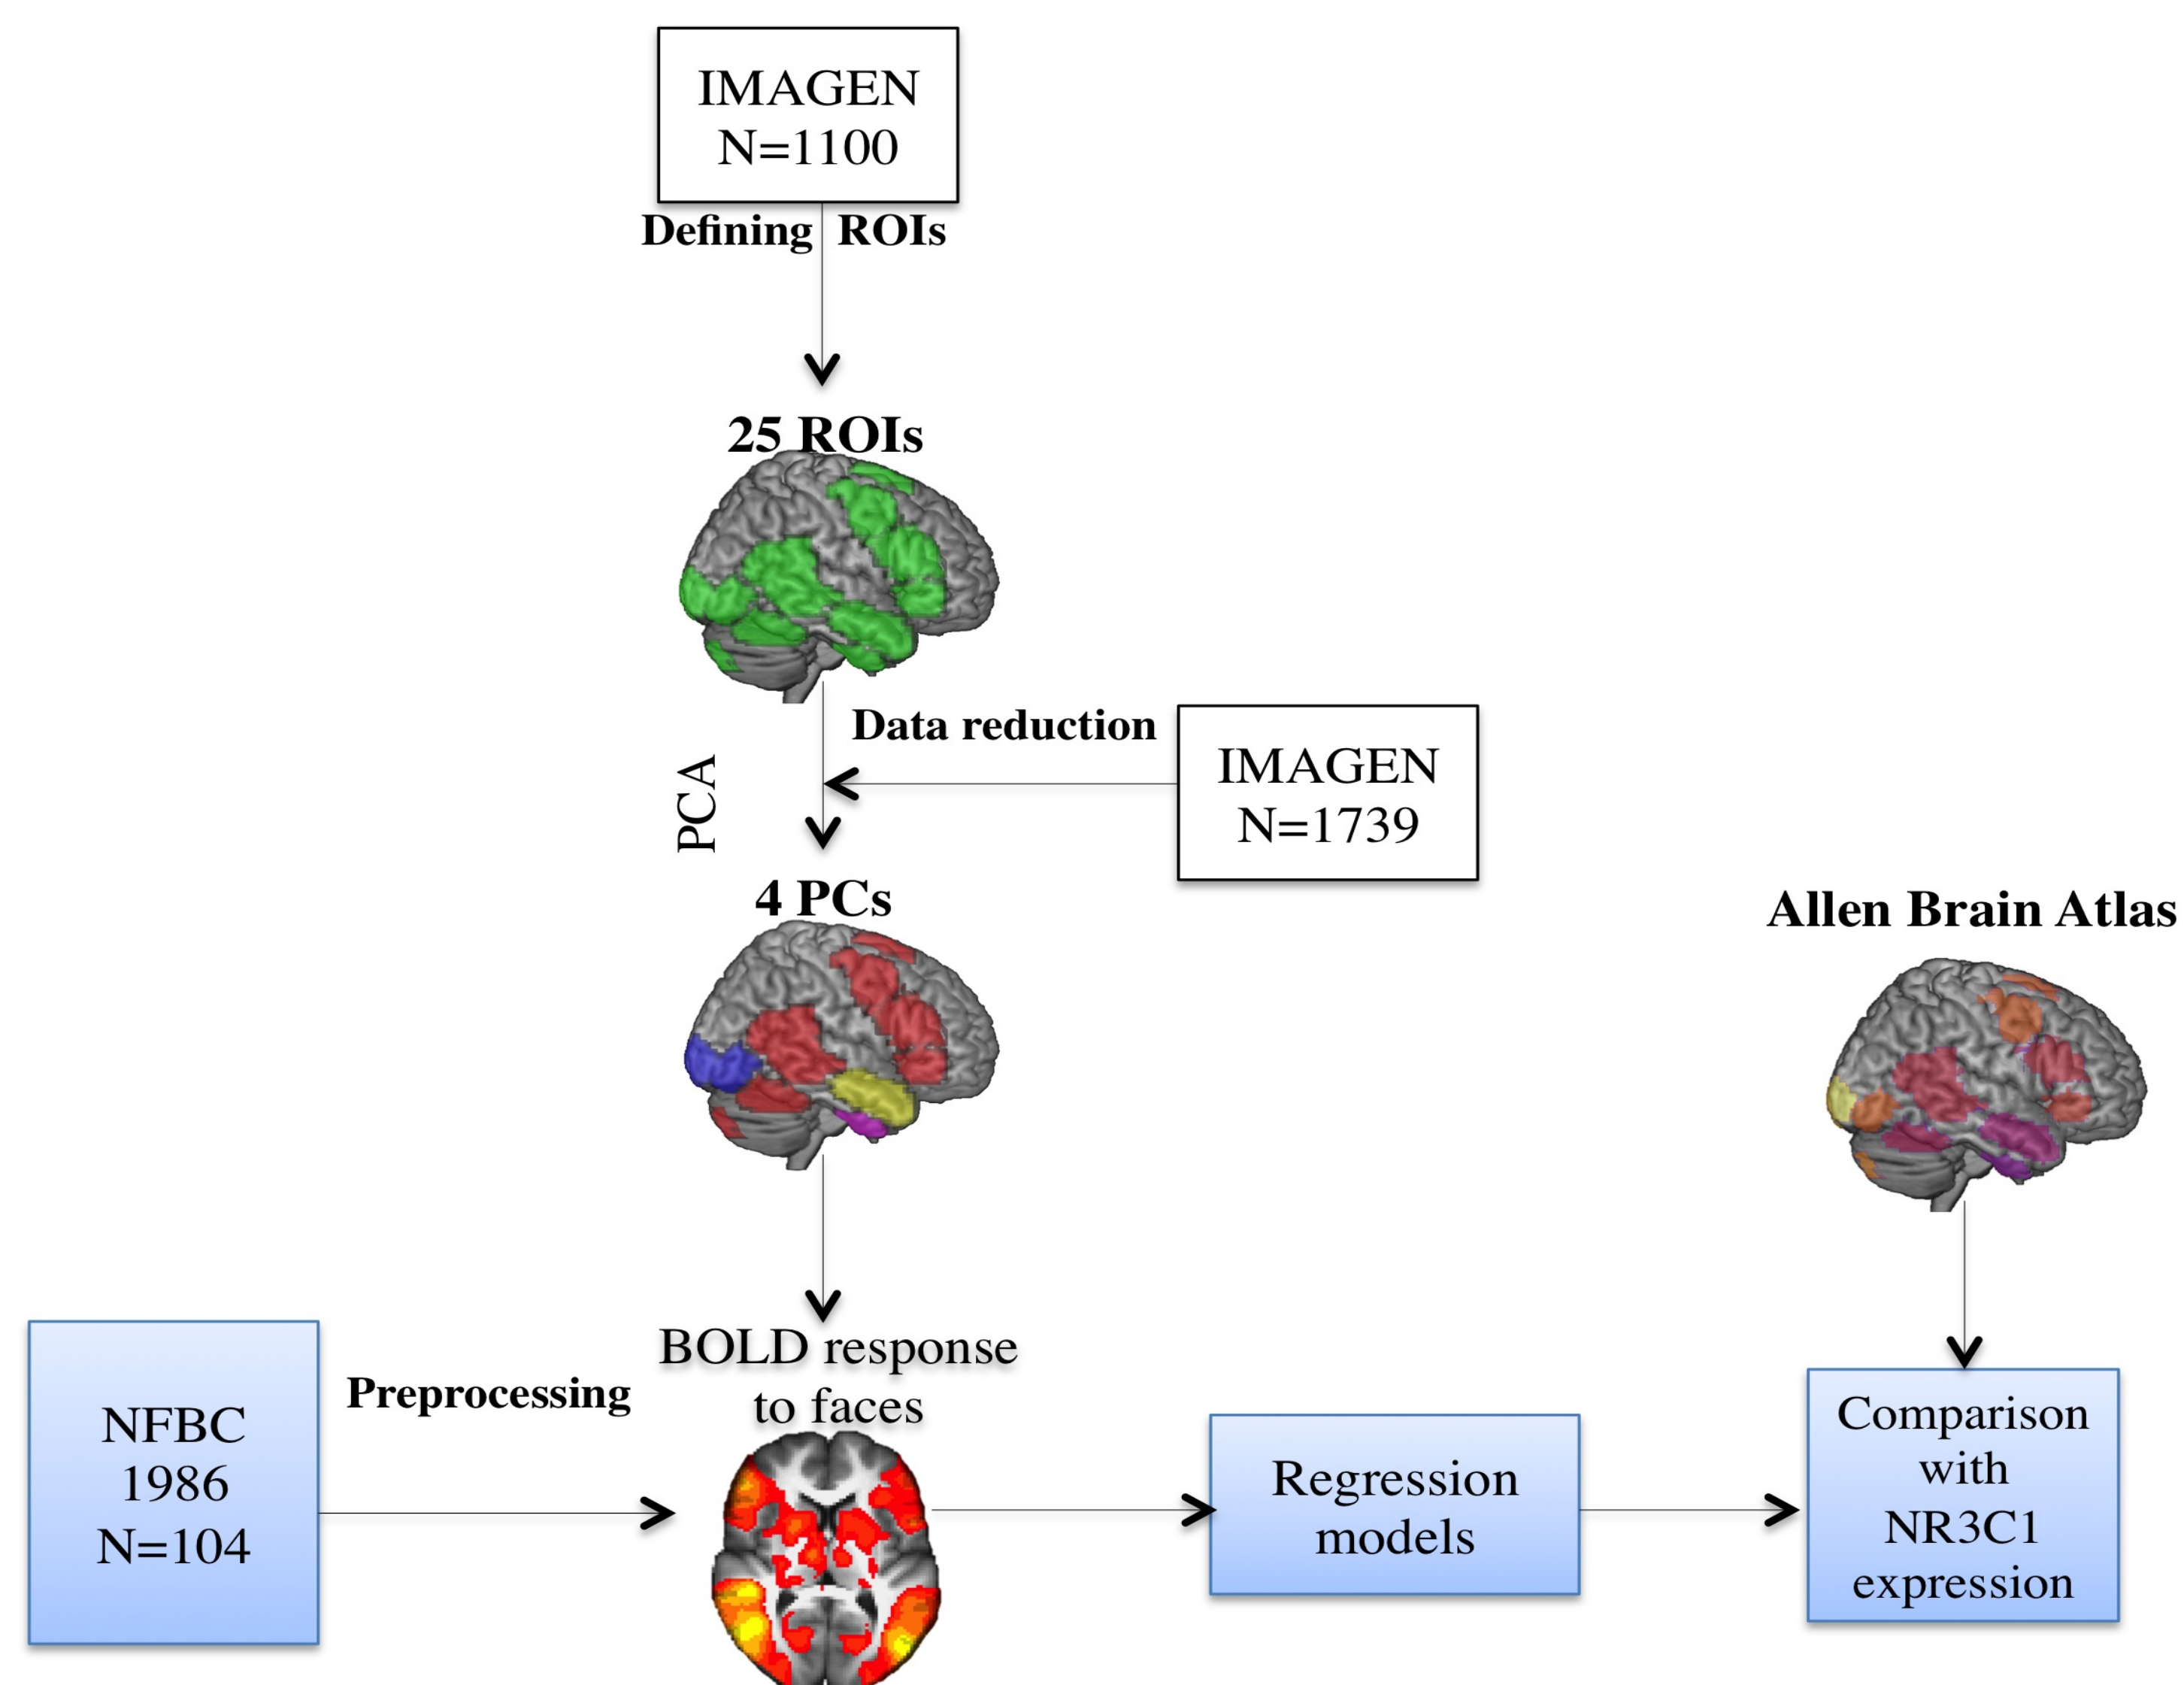 IMAGEN
N=1100
Defining ROIs
25 ROIs
Data reduction
PCA
IMAGEN
N=1739
4 PCs
Allen Brain Atlas
BOLD response
to faces
Preprocessing
NFBC
1986
N=104
Regression
models
Comparison
with
NR3C1
expression